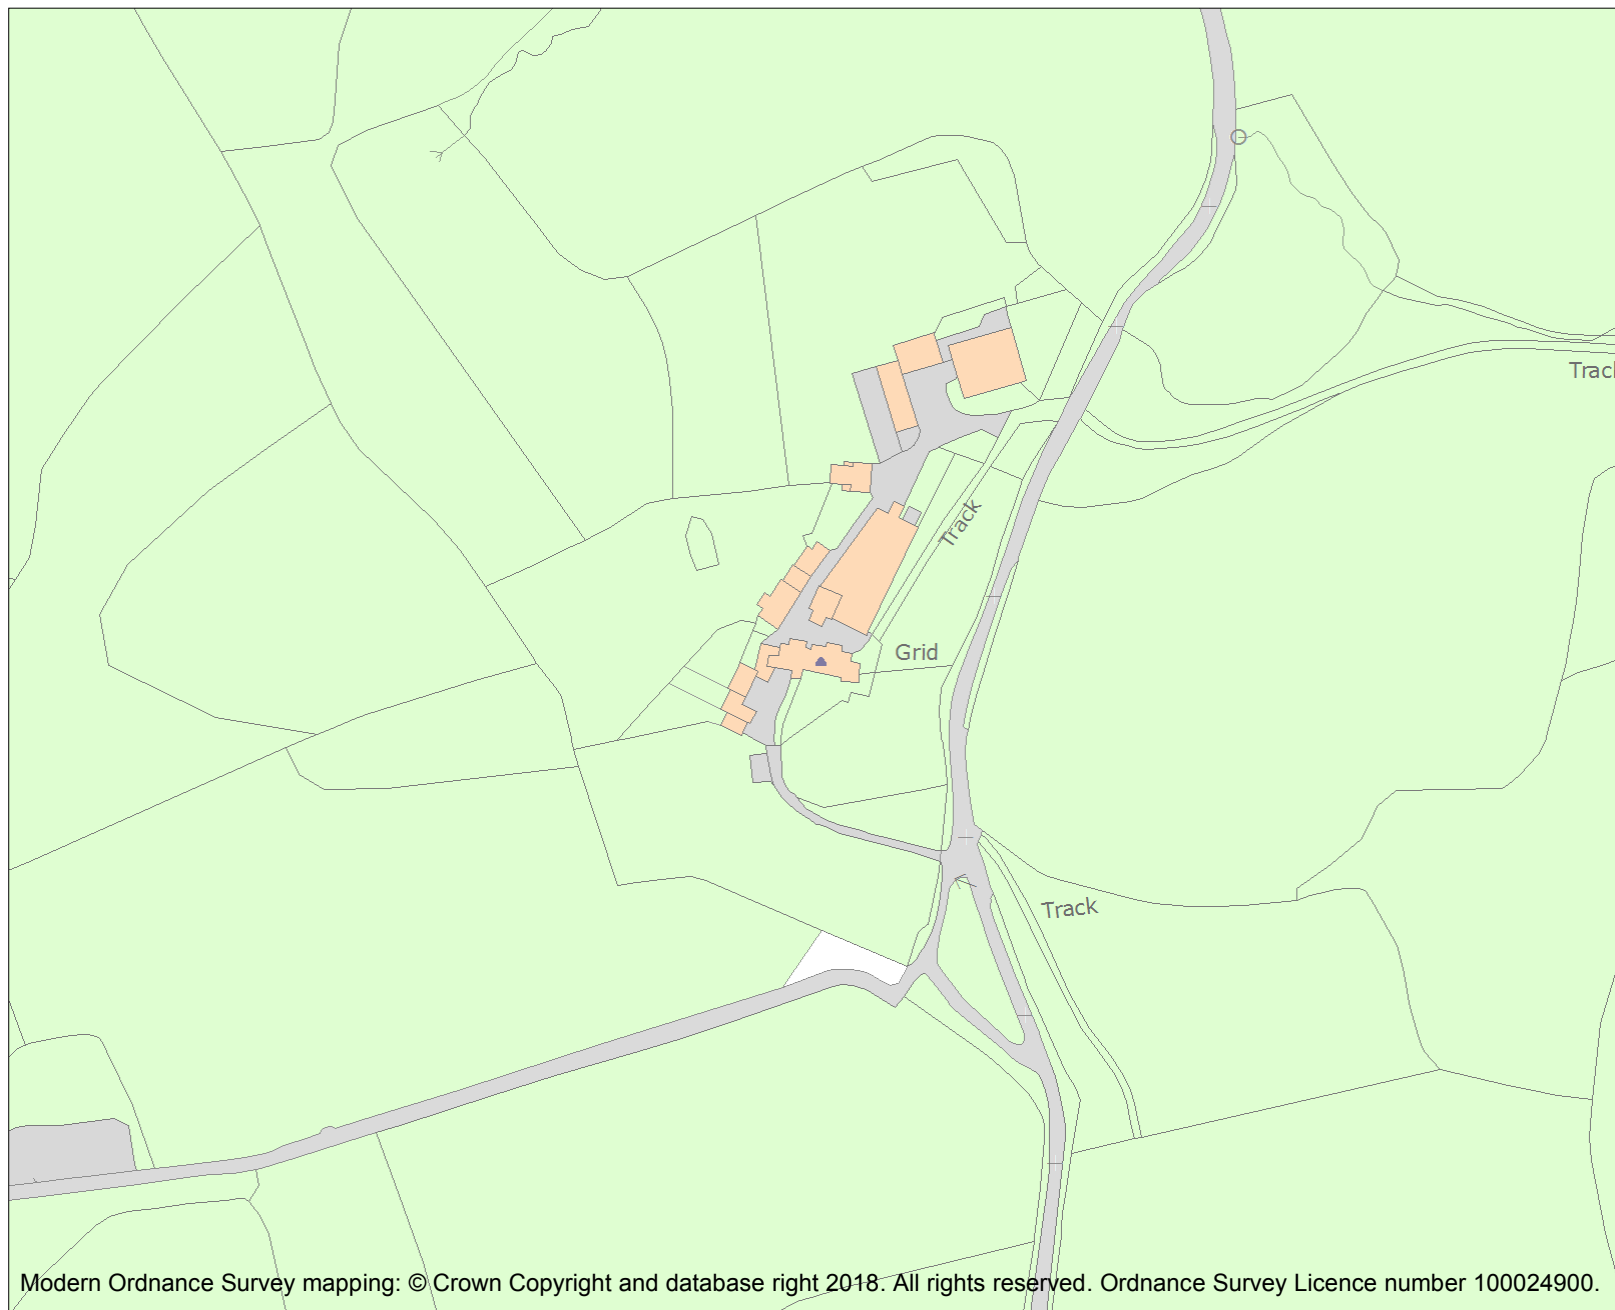 Trac
Track
Grid
Track
Modern Ordnance Survey mapping: © Crown Copyright and database right 2018. All rights reserved. Ordnance Survey Licence number 100024900.